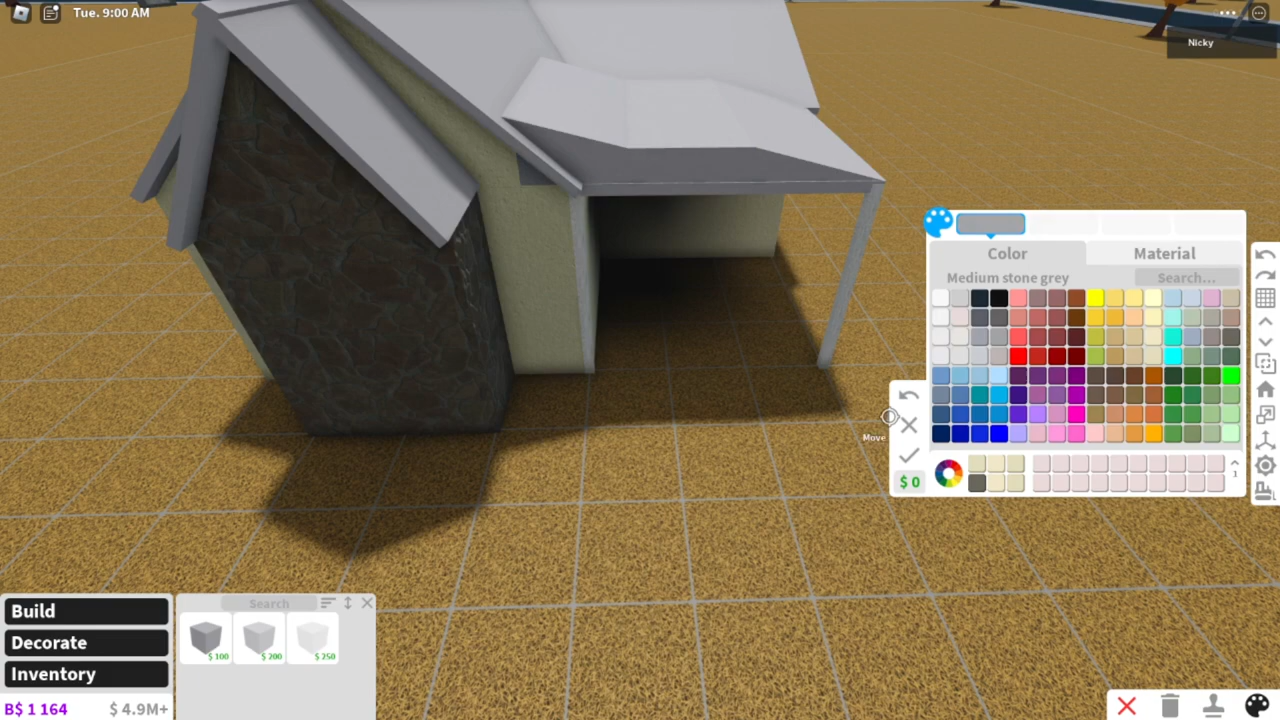 Tue. 9:00 AM
Nicky
Color
Material
Medium stone grey
Search...
Move
$ 0
1
Build
Decorate
Inventory
B$ 1 164
$ 4.9M+
Search
$ 100
$ 200
$ 250